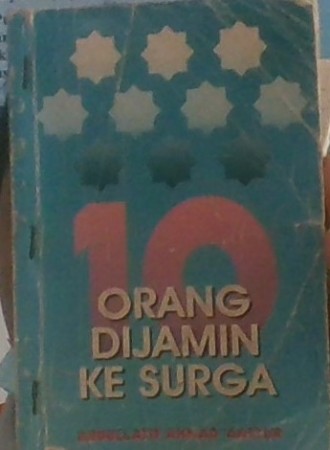 10
ORANG
DIJAMIN
KE SURGA